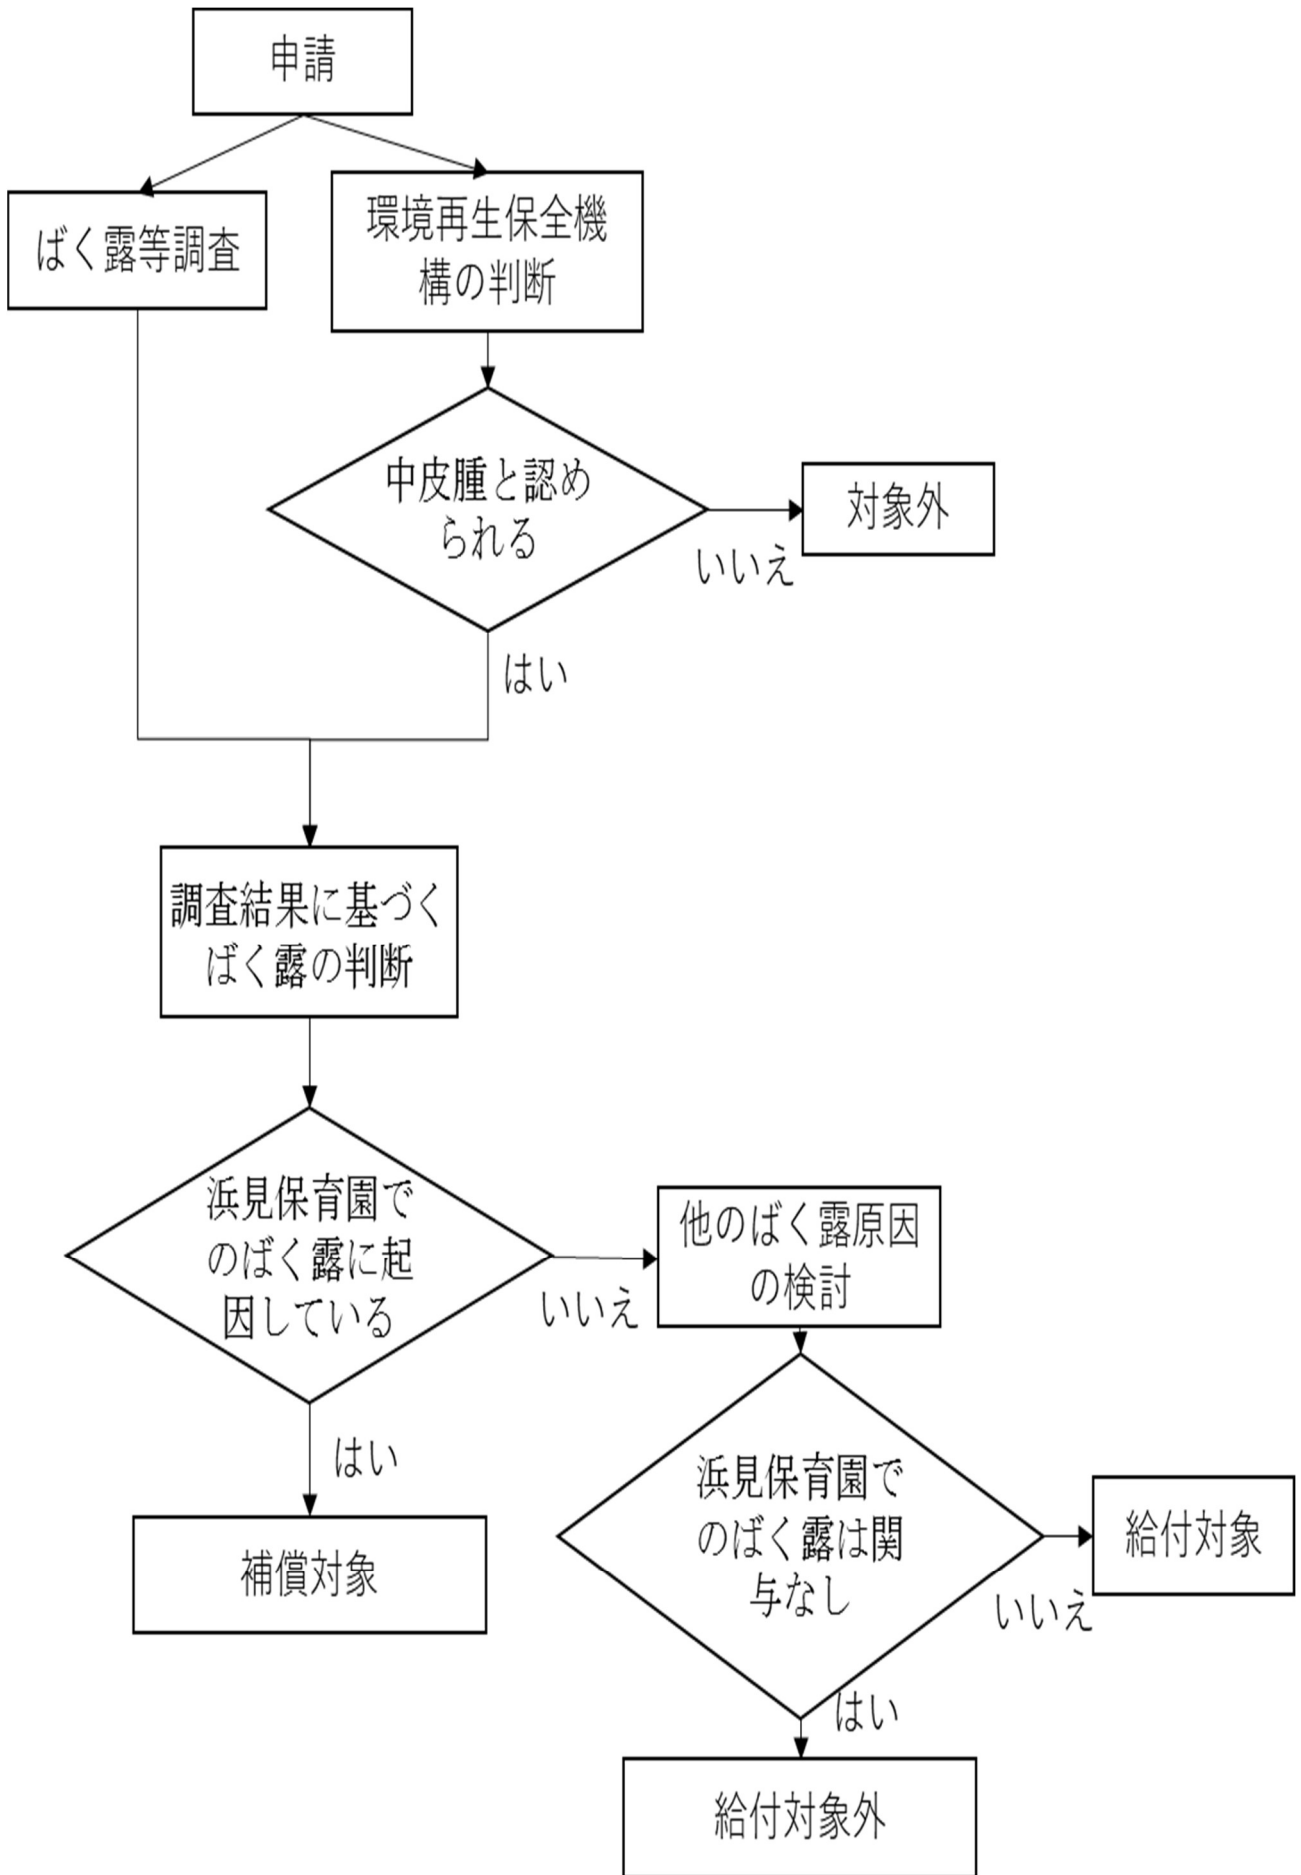 申請
ばく露等調査
環境再生保全機
構の判断
中皮腫と認め
られる
いいえ
対象外
はい
調査結果に基づく
ばく露の判断
浜見保育園で
のばく露に起
因している
いいえ
他のばく露原因
の検討
はい
補償対象
浜見保育園で
のばく露は関
与なし
いいえ
給付対象
はい
給付対象外